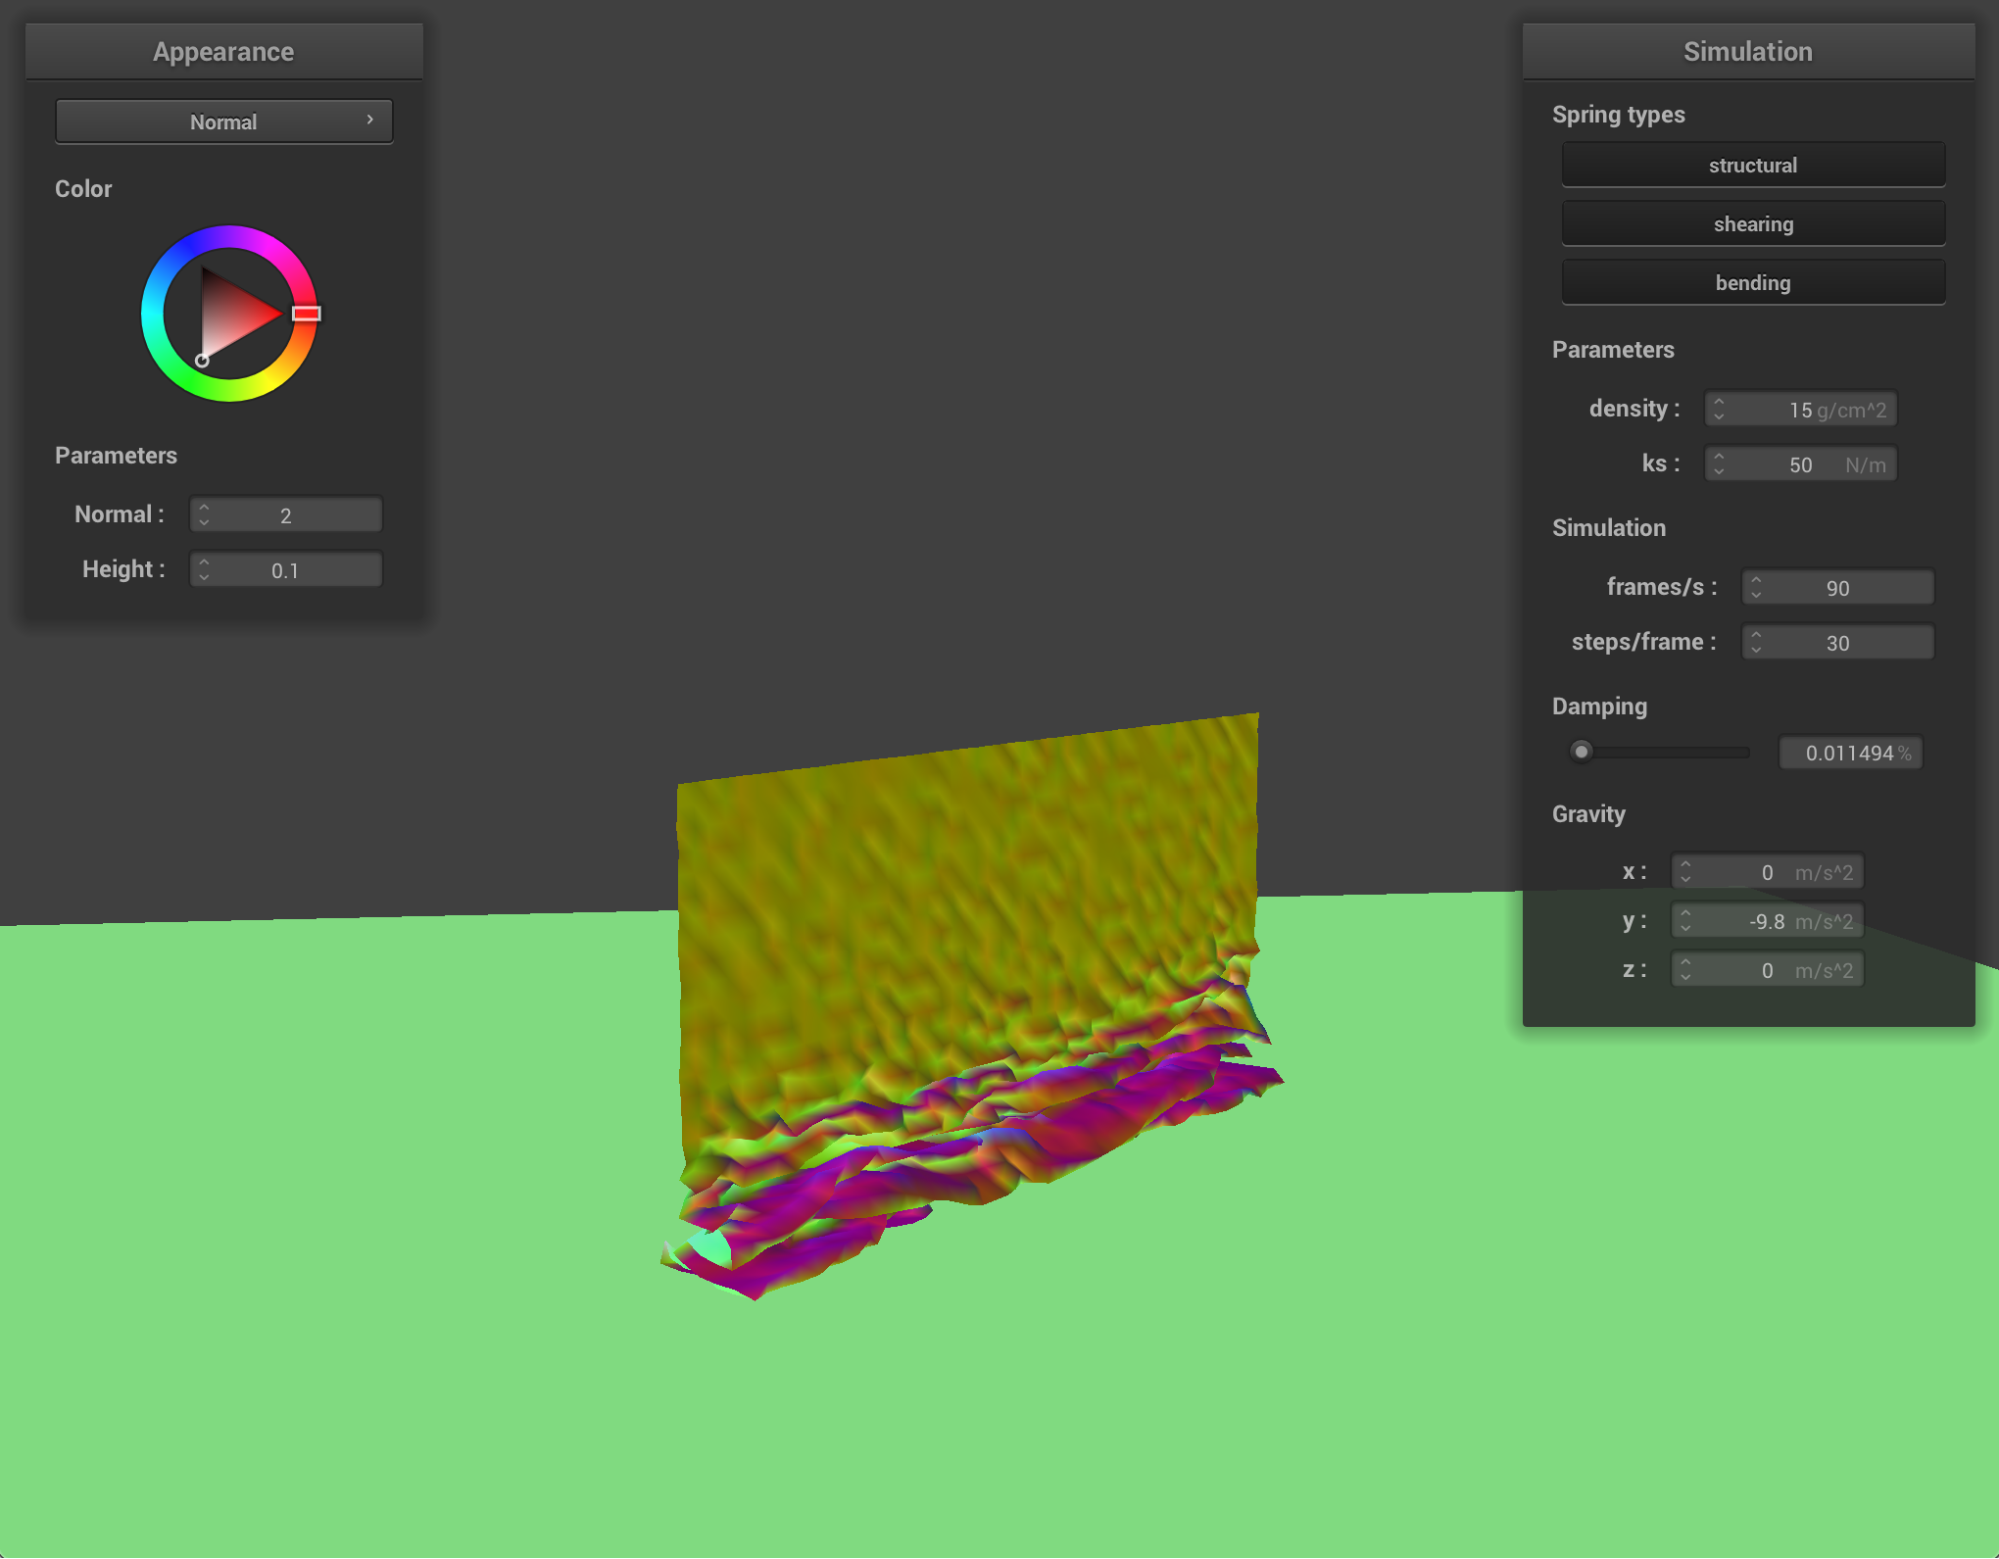 Appearance
Normal
Color
Parameters
Normal : 2
Height : 0.1
Simulation
Spring types
structural
shearing
bending
Parameters
density : 15 g/cm^2
ks : 50 N/m
Simulation
frames/s : 90
steps/frame : 30
Damping
0.011494 %
Gravity
x : 0 m/s^2
y : -9.8 m/s^2
z : 0 m/s^2